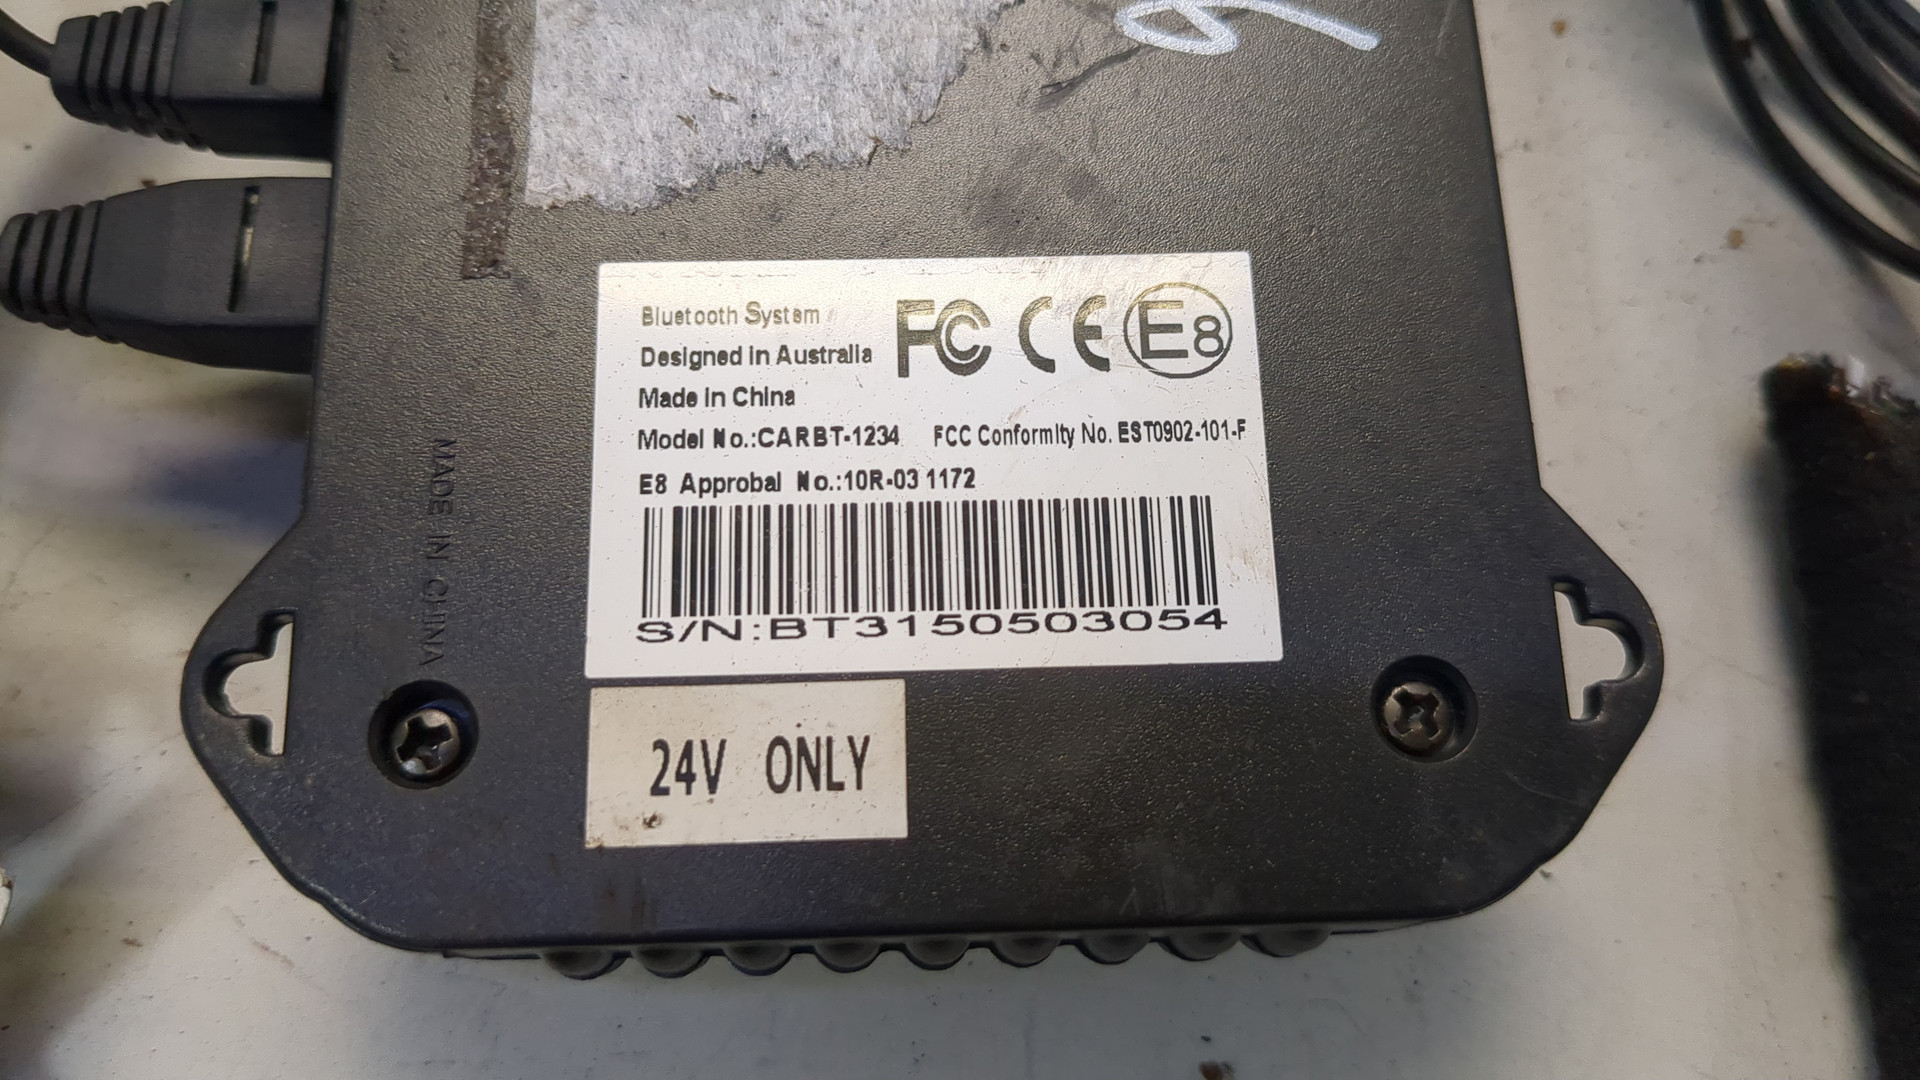 Bluetooth System
Designed in Australia
FC CE E8
Made in China
Model No.:CARBT-1234 FCC Conformity No. EST0902-101-F
E8 Approbal No.:10R-03 1172
S/N:BT3150503054
24V ONLY
MADE IN CHINA